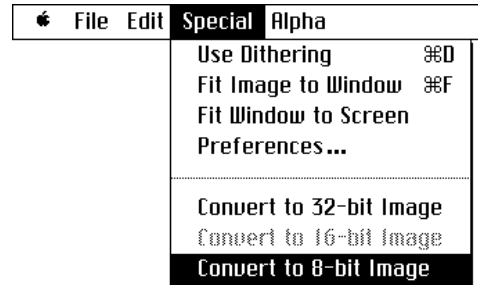 File Edit Special Alpha
Use Dithering ⌘D
Fit Image to Window ⌘F
Fit Window to Screen
Preferences...
Convert to 32-bit Image
Convert to 16-bit Image
Convert to 8-bit Image